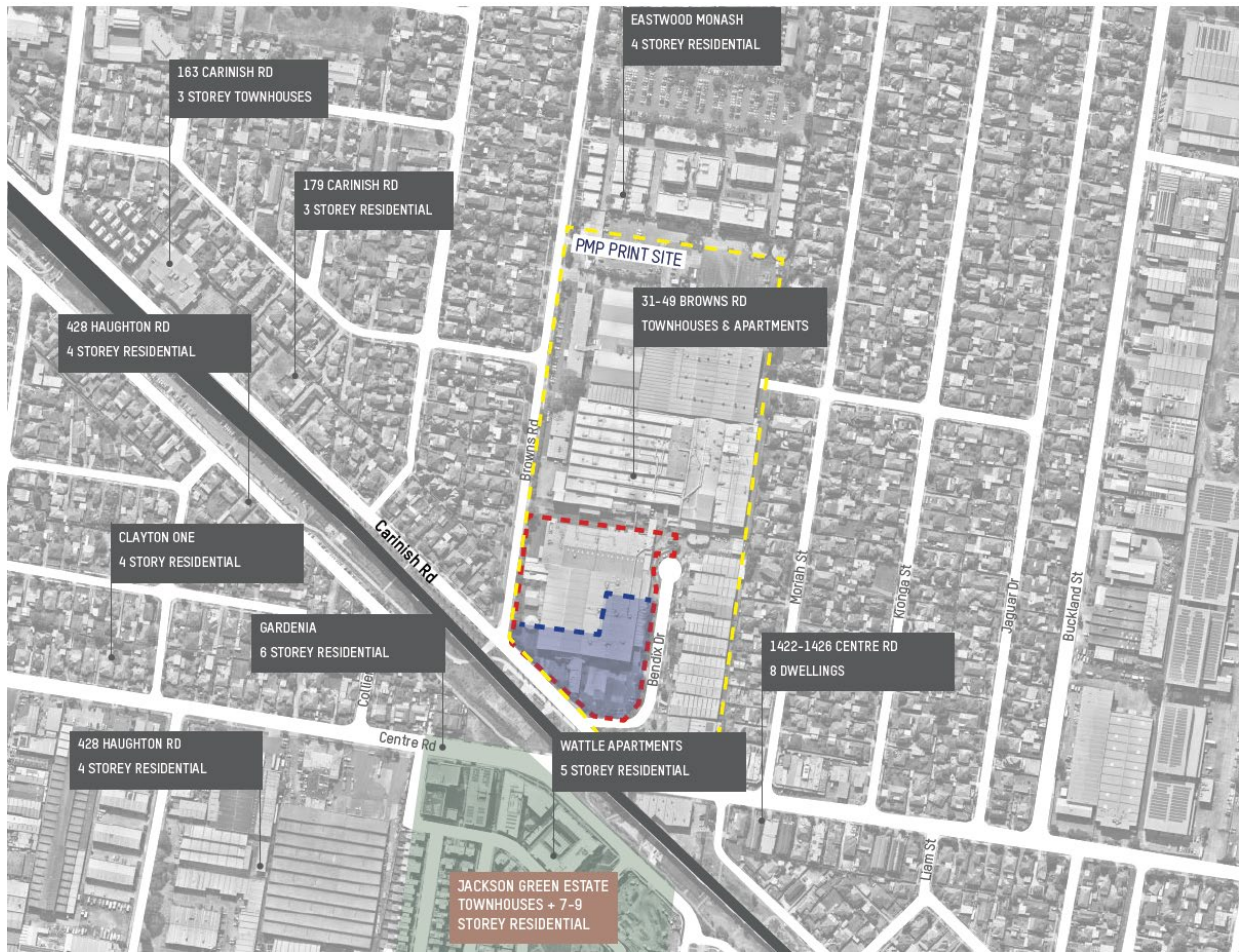 EASTWOOD MONASH
4 STOREY RESIDENTIAL
163 CARINISH RD
3 STOREY TOWNHOUSES
179 CARINISH RD
3 STOREY RESIDENTIAL
PMP PRINT SITE
31-49 BROWNS RD
TOWNHOUSES & APARTMENTS
428 HAUGHTON RD
4 STOREY RESIDENTIAL
Browns Rd
Carinish Rd
CLAYTON ONE
4 STORY RESIDENTIAL
Moriah St
Kionga St
Jaguar Dr
Buckland St
GARDENIA
6 STOREY RESIDENTIAL
Bendix Dr
1422-1426 CENTRE RD
8 DWELLINGS
Collie
Centre Rd
428 HAUGHTON RD
4 STOREY RESIDENTIAL
WATTLE APARTMENTS
5 STOREY RESIDENTIAL
Liam St
JACKSON GREEN ESTATE
TOWNHOUSES + 7-9
STOREY RESIDENTIAL